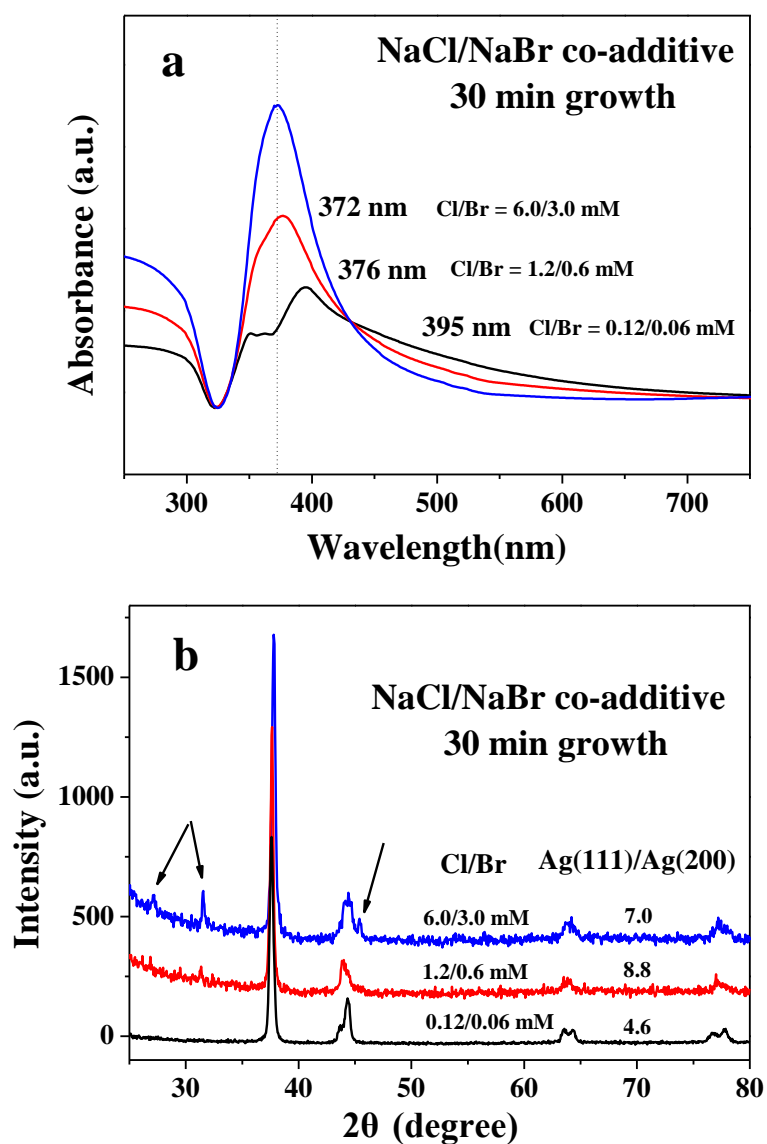 a
NaCl/NaBr co-additive
30 min growth
372 nm Cl/Br = 6.0/3.0 mM
376 nm Cl/Br = 1.2/0.6 mM
395 nm Cl/Br = 0.12/0.06 mM
Absorbance (a.u.)
300 400 500 600 700
Wavelength(nm)
b
NaCl/NaBr co-additive
30 min growth
1500
1000
500
0
Intensity (a.u.)
Cl/Br Ag(111)/Ag(200)
6.0/3.0 mM 7.0
1.2/0.6 mM 8.8
0.12/0.06 mM 4.6
30 40 50 60 70 80
2θ (degree)